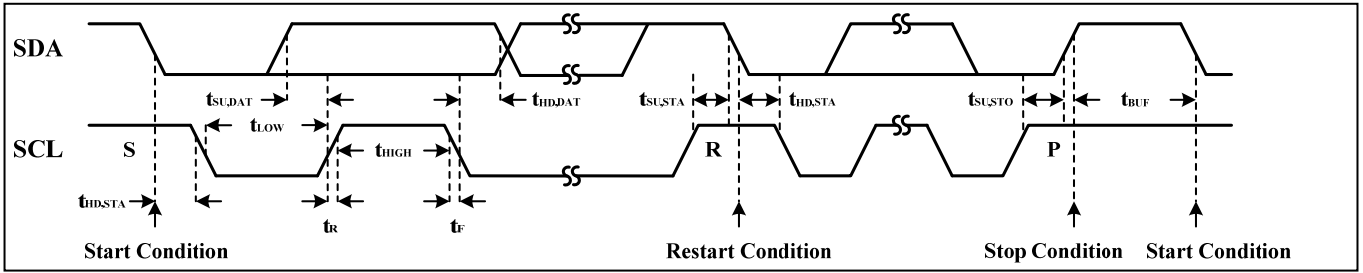 SDA
tSU,DAT
tHD,DAT
tSU,STA
tHD,STA
tSU,STO
tBUF
tLOW
SCL
S
tHIGH
R
P
tHD,STA
tR
tF
Start Condition
Restart Condition
Stop Condition
Start Condition